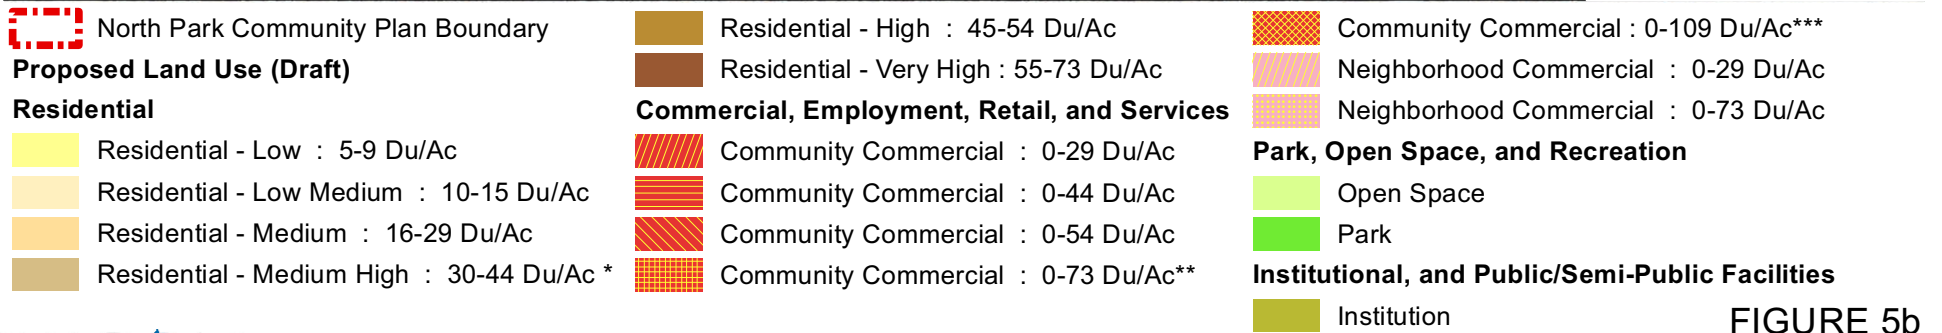 North Park Community Plan Boundary
Proposed Land Use (Draft)
Residential
Residential - Low : 5-9 Du/Ac
Residential - Low Medium : 10-15 Du/Ac
Residential - Medium : 16-29 Du/Ac
Residential - Medium High : 30-44 Du/Ac *
Residential - High : 45-54 Du/Ac
Residential - Very High : 55-73 Du/Ac
Commercial, Employment, Retail, and Services
Community Commercial : 0-29 Du/Ac
Community Commercial : 0-44 Du/Ac
Community Commercial : 0-54 Du/Ac
Community Commercial : 0-73 Du/Ac**
Community Commercial : 0-109 Du/Ac***
Neighborhood Commercial : 0-29 Du/Ac
Neighborhood Commercial : 0-73 Du/Ac
Park, Open Space, and Recreation
Open Space
Park
Institutional, and Public/Semi-Public Facilities
Institution
FIGURE 5b